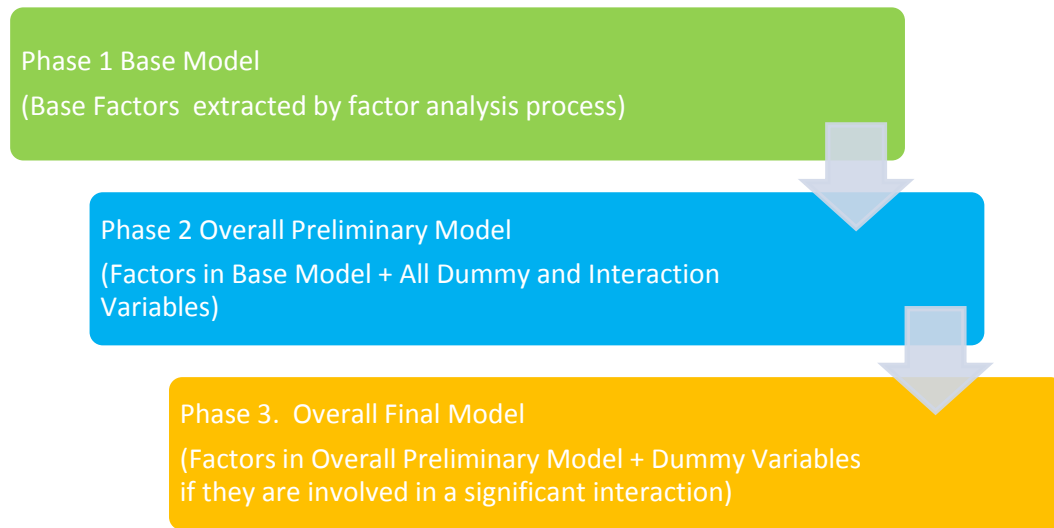 Phase 1 Base Model
(Base Factors  extracted by factor analysis process)
Phase 2 Overall Preliminary Model
(Factors in Base Model + All Dummy and Interaction
Variables)
Phase 3.  Overall Final Model
(Factors in Overall Preliminary Model + Dummy Variables
if they are involved in a significant interaction)